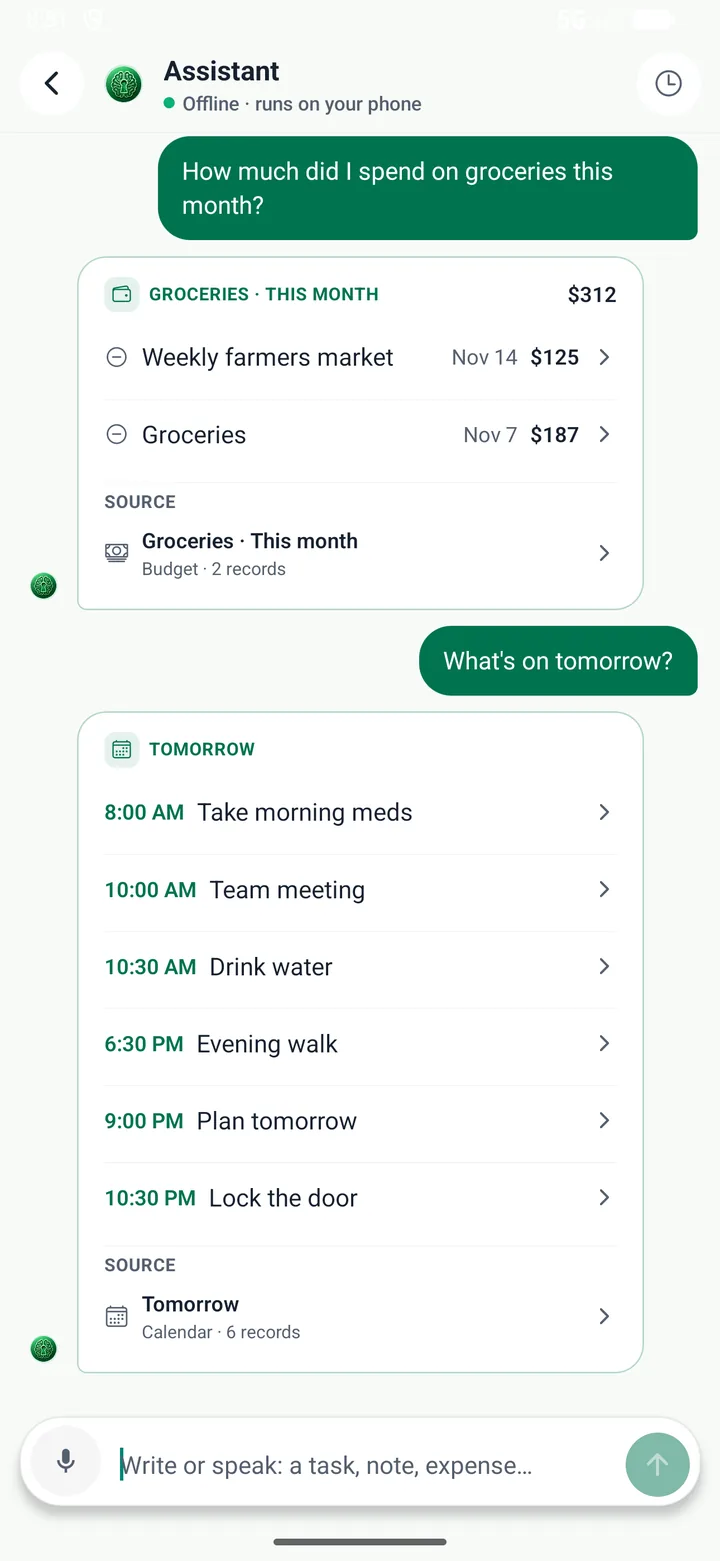 Assistant
Offline · runs on your phone
How much did I spend on groceries this
month?
GROCERIES · THIS MONTH $312
Weekly farmers market Nov 14 $125
Groceries Nov 7 $187
SOURCE
Groceries · This month
Budget · 2 records
What's on tomorrow?
TOMORROW
8:00 AM Take morning meds
10:00 AM Team meeting
10:30 AM Drink water
6:30 PM Evening walk
9:00 PM Plan tomorrow
10:30 PM Lock the door
SOURCE
Tomorrow
Calendar · 6 records
Write or speak: a task, note, expense...